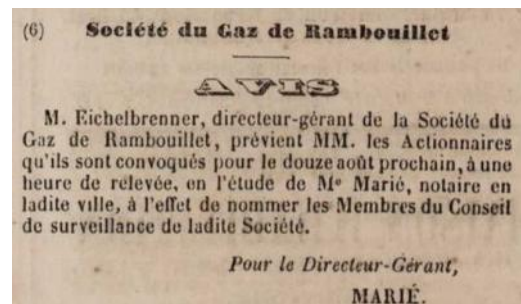 (6) Société du Gaz de Rambouillet
AVIS
M. Eichelbrenner, directeur-gérant de la Société du
Gaz de Rambouillet, prévient MM. les Actionnaires
qu'ils sont convoqués pour le douze août prochain, à une
heure de relevée, en l'étude de Me Marié, notaire en
ladite ville, à l'effet de nommer les Membres du Conseil
de surveillance de ladite Société.
Pour le Directeur-Gérant,
MARIÉ.